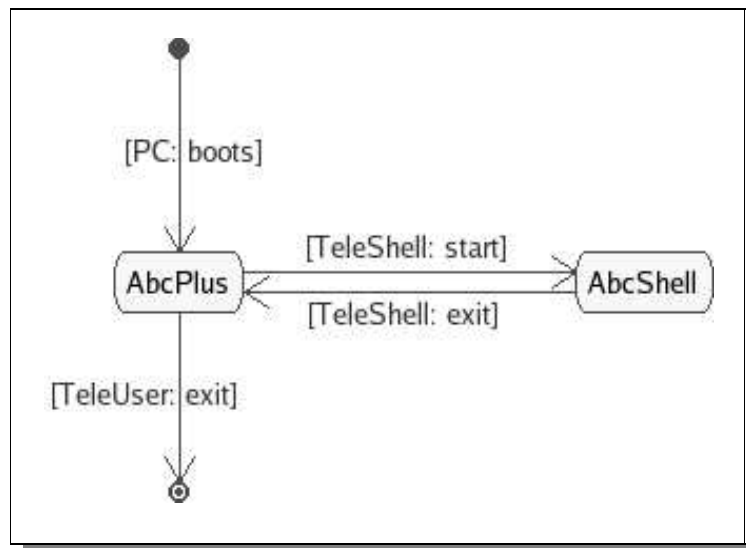 [PC: boots]
[TeleShell: start]
AbcPlus
AbcShell
[TeleShell: exit]
[TeleUser: exit]